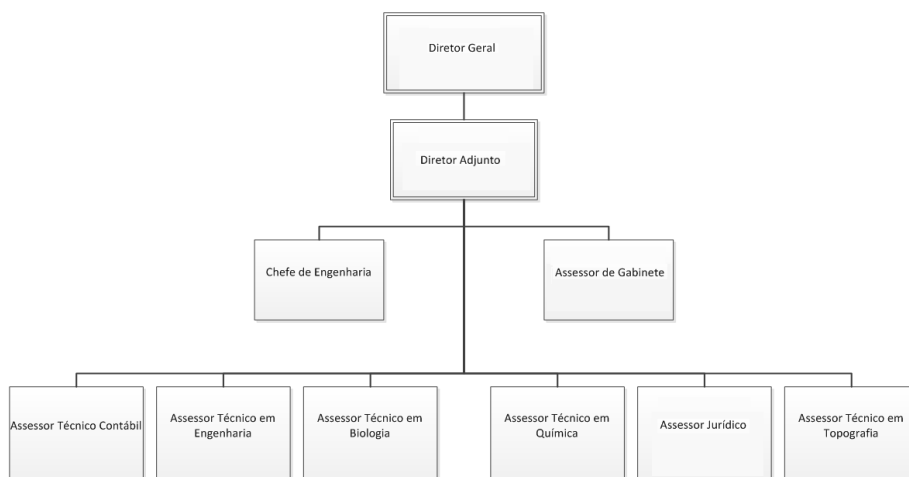 Diretor Geral
Diretor Adjunto
Chefe de Engenharia
Assessor de Gabinete
Assessor Técnico Contábil
Assessor Técnico em
Engenharia
Assessor Técnico em
Biologia
Assessor Técnico em
Química
Assessor Jurídico
Assessor Técnico em
Topografia